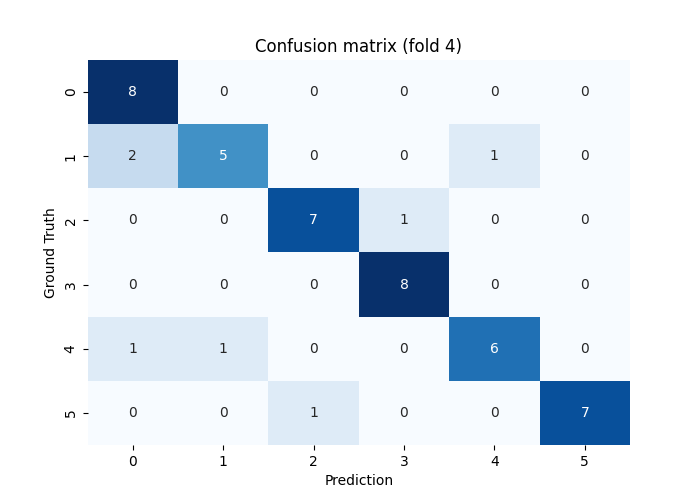 Confusion matrix (fold 4)
Ground Truth
0 8 0 0 0 0 0
1 2 5 0 0 1 0
2 0 0 7 1 0 0
3 0 0 0 8 0 0
4 1 1 0 0 6 0
5 0 0 1 0 0 7
0 1 2 3 4 5
Prediction